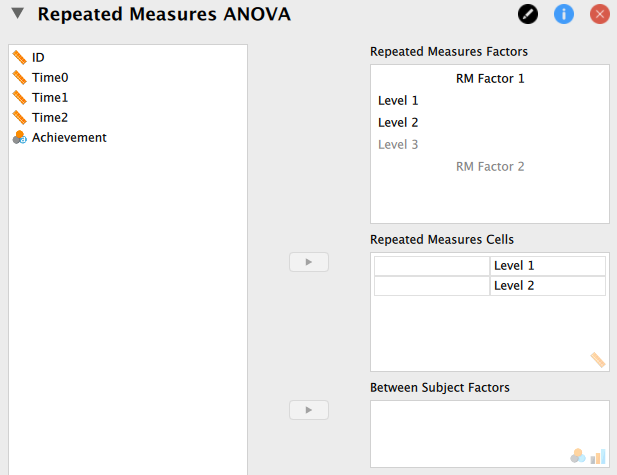 Repeated Measures ANOVA
ID
Time0
Time1
Time2
Achievement
Repeated Measures Factors
RM Factor 1
Level 1
Level 2
Level 3
RM Factor 2
Repeated Measures Cells
Level 1
Level 2
Between Subject Factors